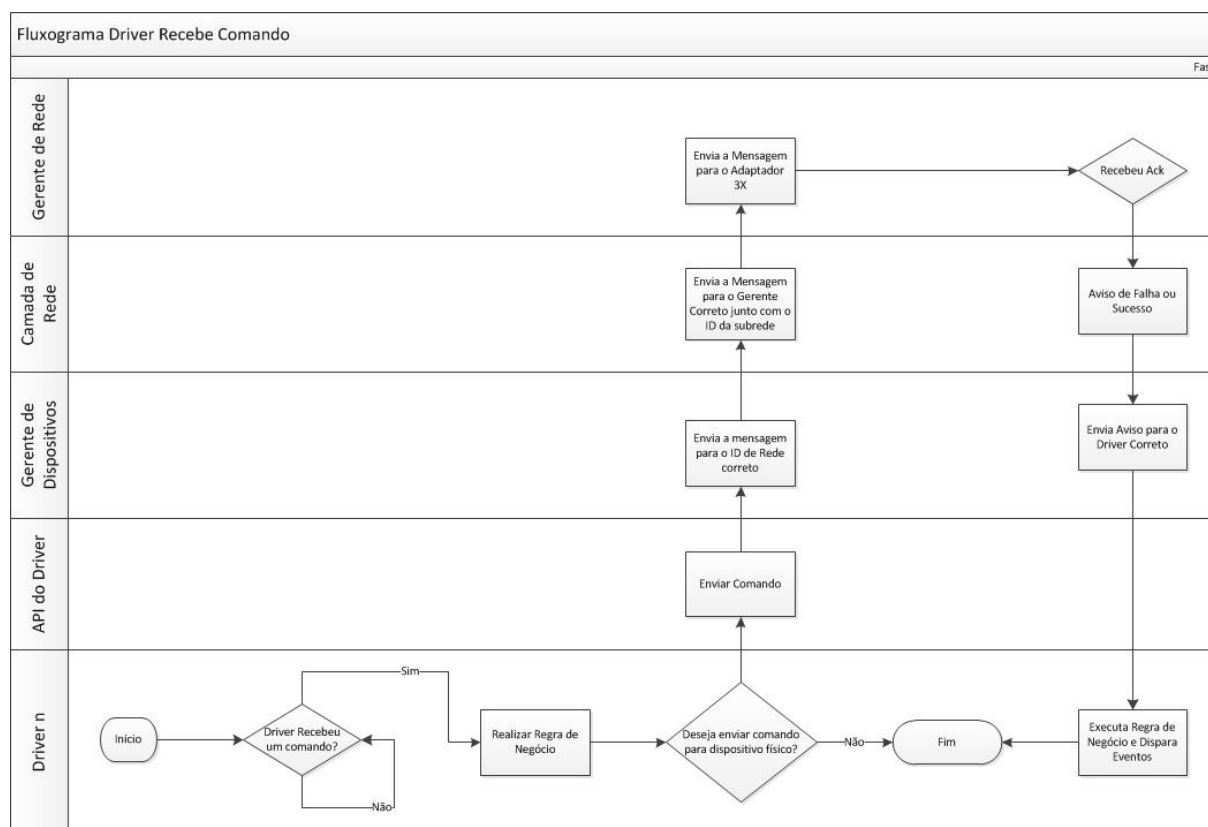 Fluxograma Driver Recebe Comando
Fas
Gerente de Rede
Envia a Mensagem
para o Adaptador
3X
Recebeu Ack
Camada de
Rede
Envia a Mensagem
para o Gerente
Correto junto com o
ID da subrede
Aviso de Falha ou
Sucesso
Gerente de
Dispositivos
Envia a mensagem
para o ID de Rede
correto
Envia Aviso para o
Driver Correto
API do Driver
Enviar Comando
Driver n
Início
Driver Recebeu
um comando?
Sim
Não
Realizar Regra de
Negócio
Deseja enviar comando
para dispositivo físico?
Não
Fim
Executa Regra de
Negócio e Dispara
Eventos